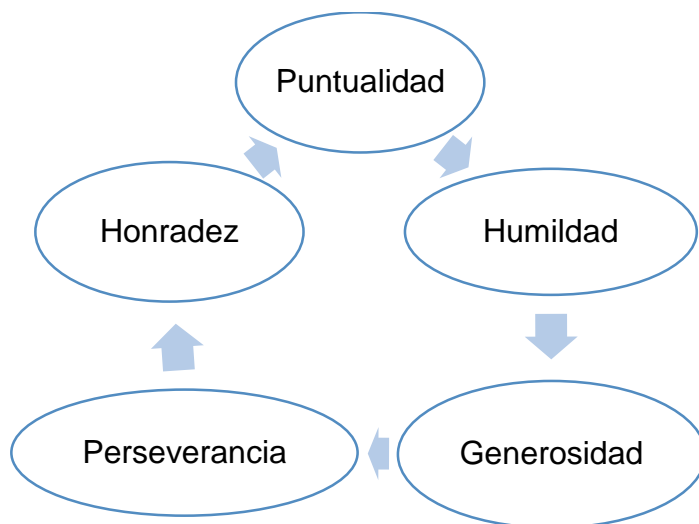 Puntualidad
Honradez
Humildad
Perseverancia
Generosidad